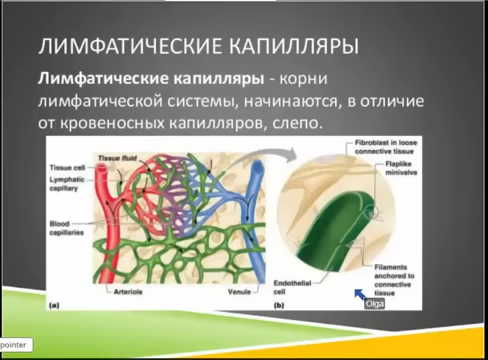 ЛИМФАТИЧЕСКИЕ КАПИЛЛЯРЫ
Лимфатические капилляры - корни
лимфатической системы, начинаются, в отличие
от кровеносных капилляров, слепо.
Tissue fluid
Tissue cell
Lymphatic
capillary
Blood
capillaries
Arteriole
Venule
(a)
Fibroblast in loose
connective tissue
Flaplike
minivalve
Filaments
anchored to
connective
tissue
Endothelial
cell
(b)
Olga
pointer